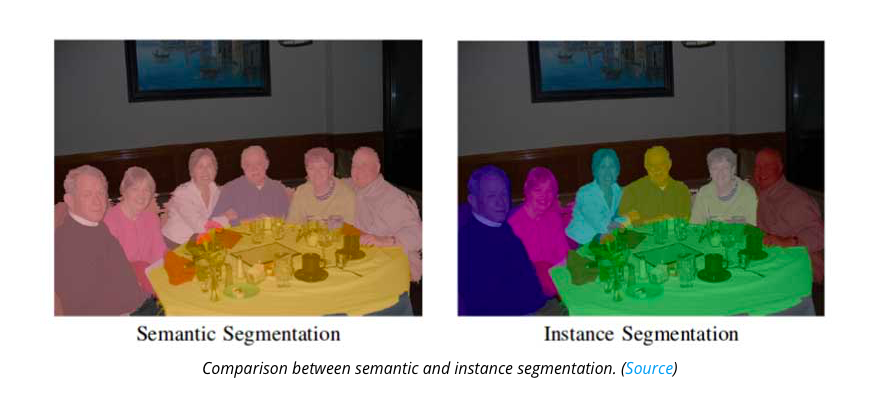 Semantic Segmentation
Instance Segmentation
Comparison between semantic and instance segmentation. (Source)